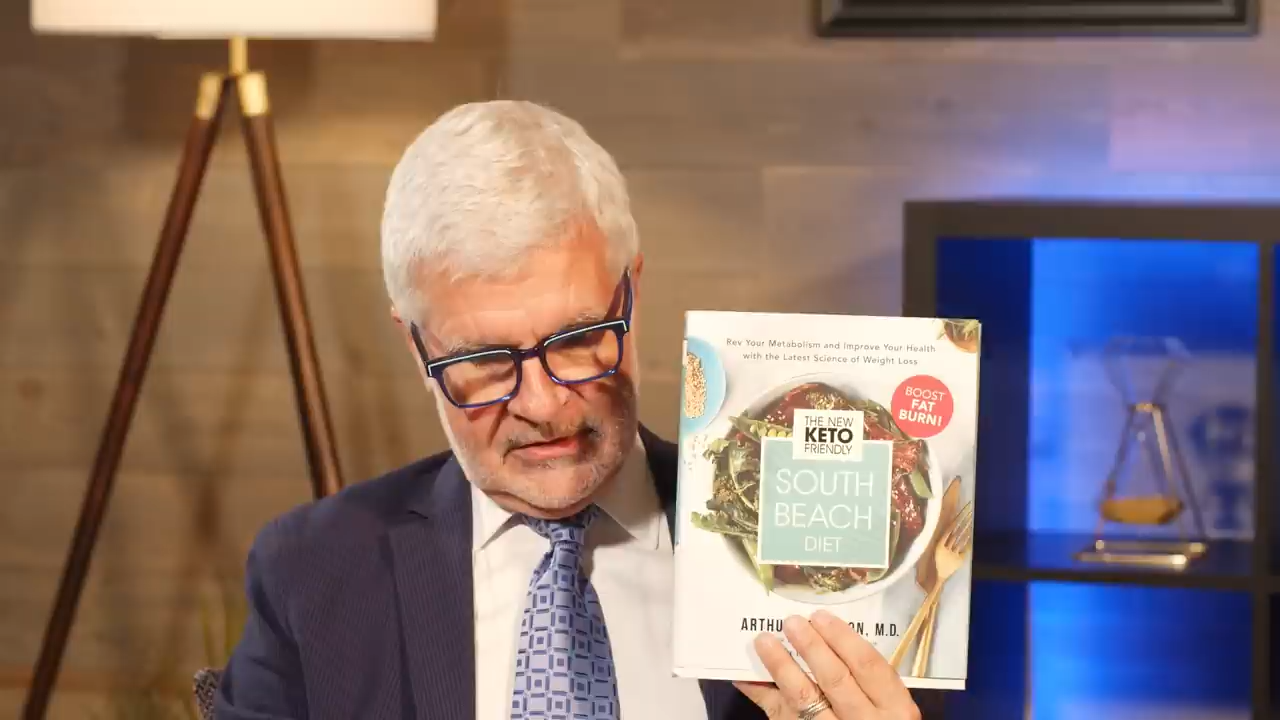 Rev Your Metabolism and Improve Your Health
with the Latest Science of Weight Loss
BOOST
FAT
BURN!
THE NEW
KETO
FRIENDLY
SOUTH
BEACH
DIET
M.D.